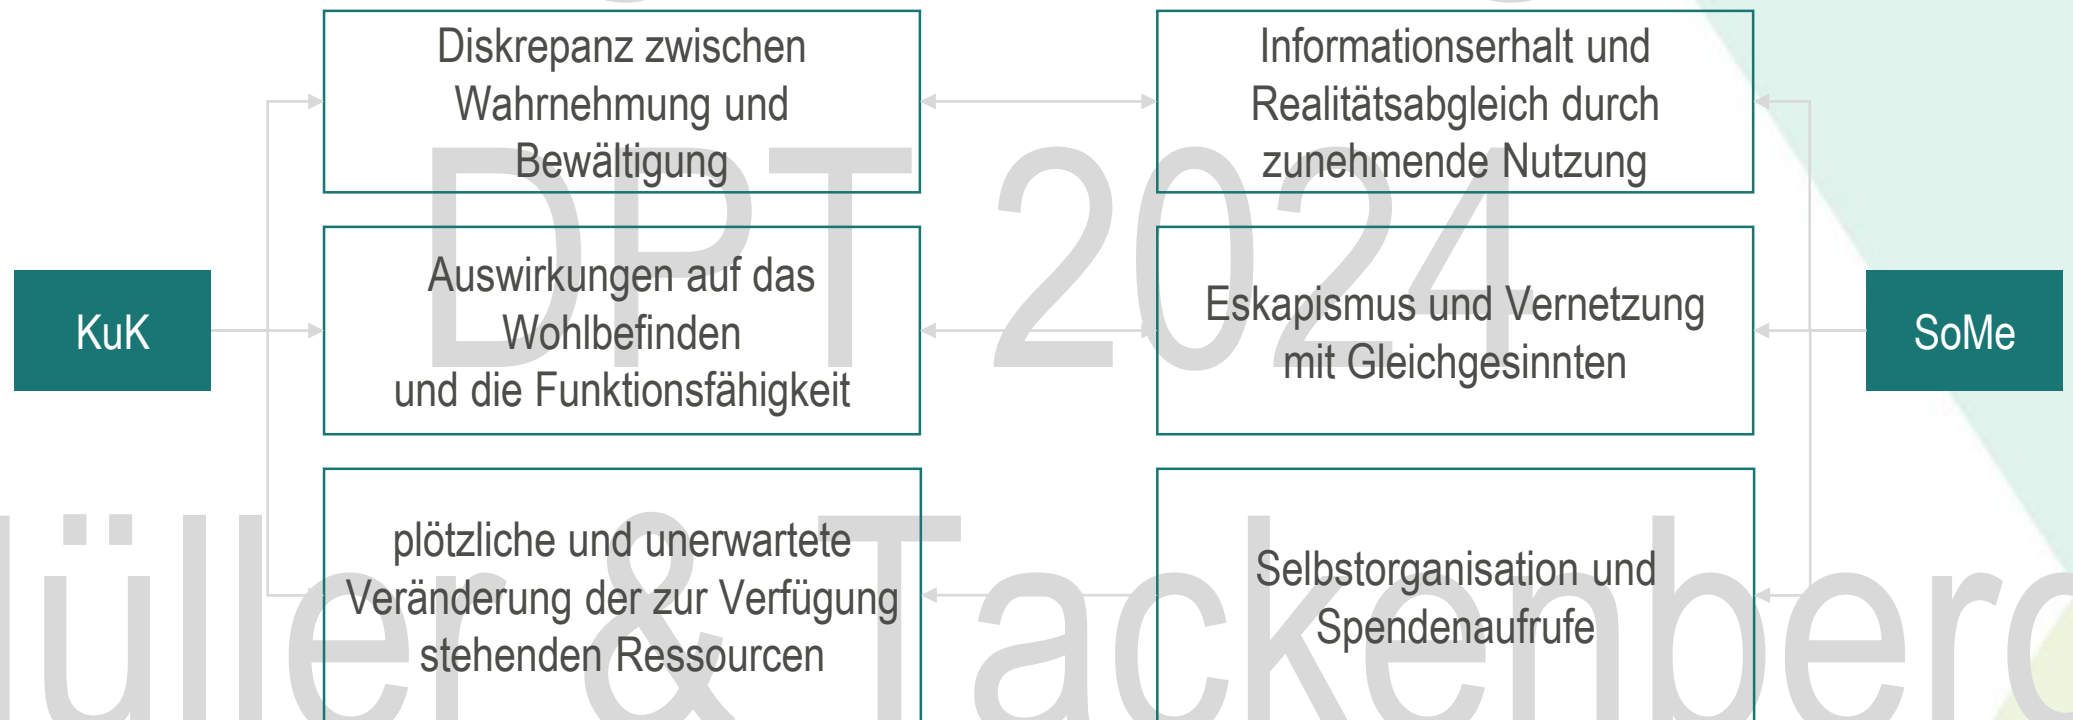 Diskrepanz zwischen
Wahrnehmung und
Bewältigung
Informationserhalt und
Realitätsabgleich durch
zunehmende Nutzung
DPT 2024
KuK
Auswirkungen auf das
Wohlbefinden
und die Funktionsfähigkeit
Eskapismus und Vernetzung
mit Gleichgesinnten
SoMe
plötzliche und unerwartete
Veränderung der zur Verfügung
stehenden Ressourcen
Selbstorganisation und
Spendenaufrufe
& Tackenberg